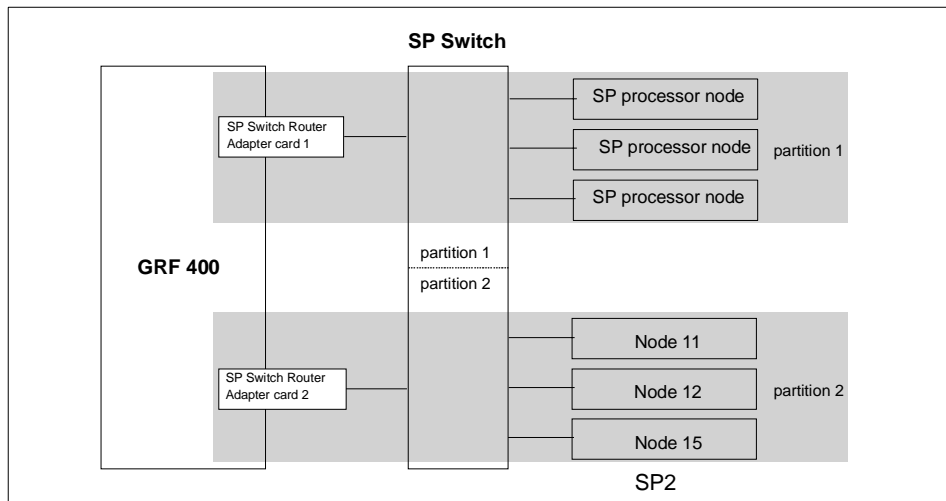 SP Switch
SP processor node
SP Switch Router
Adapter card 1
SP processor node
partition 1
SP processor node
partition 1
GRF 400
partition 2
Node 11
SP Switch Router
Adapter card 2
Node 12
partition 2
Node 15
SP2